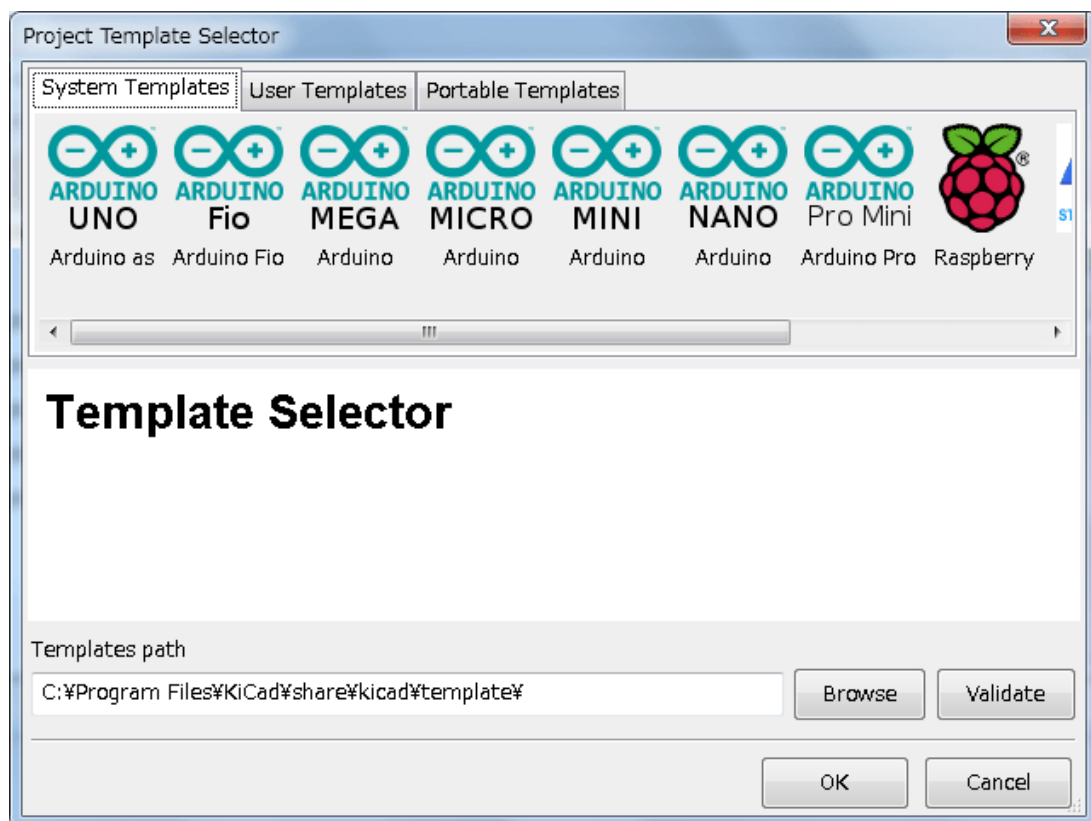 Project Template Selector
System Templates User Templates Portable Templates
ARDUINO ARDUINO ARDUINO ARDUINO ARDUINO ARDUINO ARDUINO
UNO Fio MEGA MICRO MINI NANO Pro Mini
Arduino as Arduino Fio Arduino Arduino Arduino Arduino Arduino Pro Raspberry
Template Selector
Templates path
C:¥Program Files¥KiCad¥share¥kicad¥template¥ Browse Validate
OK Cancel